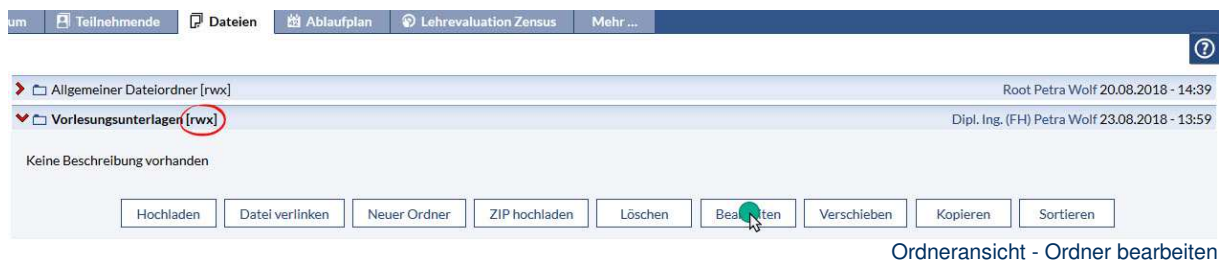 um Teilnehmende Dateien Ablaufplan Lehrevaluation Zensus Mehr ...
Allgemeiner Dateiordner [rwx] Root Petra Wolf 20.08.2018 - 14:39
Vorlesungsunterlagen [rwx] Dipl. Ing. (FH) Petra Wolf 23.08.2018 - 13:59
Keine Beschreibung vorhanden
Hochladen Datei verlinken Neuer Ordner ZIP hochladen Löschen Bearbeiten Verschieben Kopieren Sortieren
Ordneransicht - Ordner bearbeiten